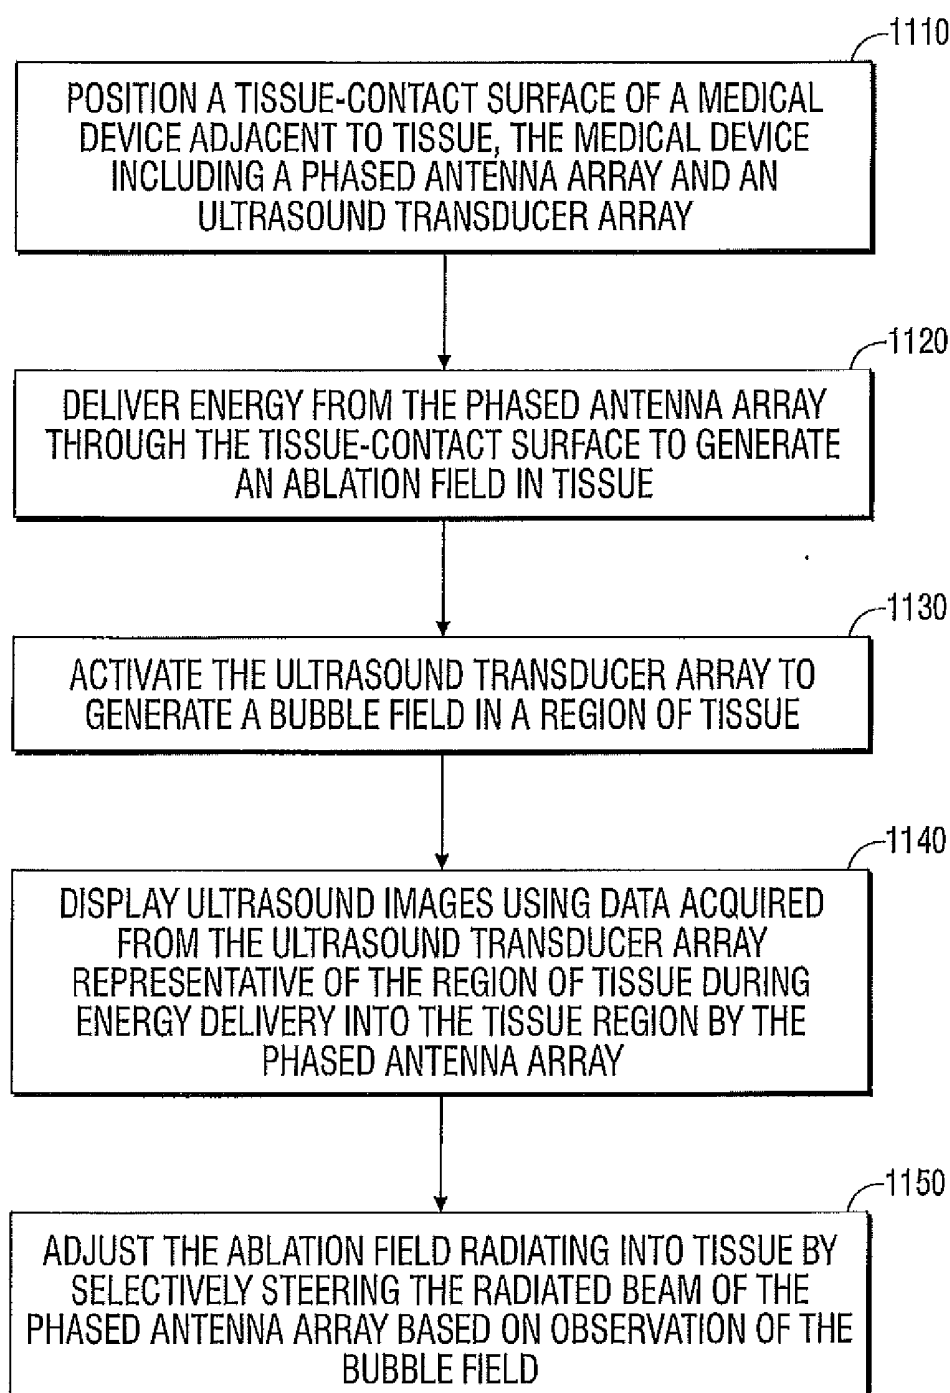 1110
POSITION A TISSUE-CONTACT SURFACE OF A MEDICAL
DEVICE ADJACENT TO TISSUE, THE MEDICAL DEVICE
INCLUDING A PHASED ANTENNA ARRAY AND AN
ULTRASOUND TRANSDUCER ARRAY
1120
DELIVER ENERGY FROM THE PHASED ANTENNA ARRAY
THROUGH THE TISSUE-CONTACT SURFACE TO GENERATE
AN ABLATION FIELD IN TISSUE
1130
ACTIVATE THE ULTRASOUND TRANSDUCER ARRAY TO
GENERATE A BUBBLE FIELD IN A REGION OF TISSUE
1140
DISPLAY ULTRASOUND IMAGES USING DATA ACQUIRED
FROM THE ULTRASOUND TRANSDUCER ARRAY
REPRESENTATIVE OF THE REGION OF TISSUE DURING
ENERGY DELIVERY INTO THE TISSUE REGION BY THE
PHASED ANTENNA ARRAY
1150
ADJUST THE ABLATION FIELD RADIATING INTO TISSUE BY
SELECTIVELY STEERING THE RADIATED BEAM OF THE
PHASED ANTENNA ARRAY BASED ON OBSERVATION OF THE
BUBBLE FIELD